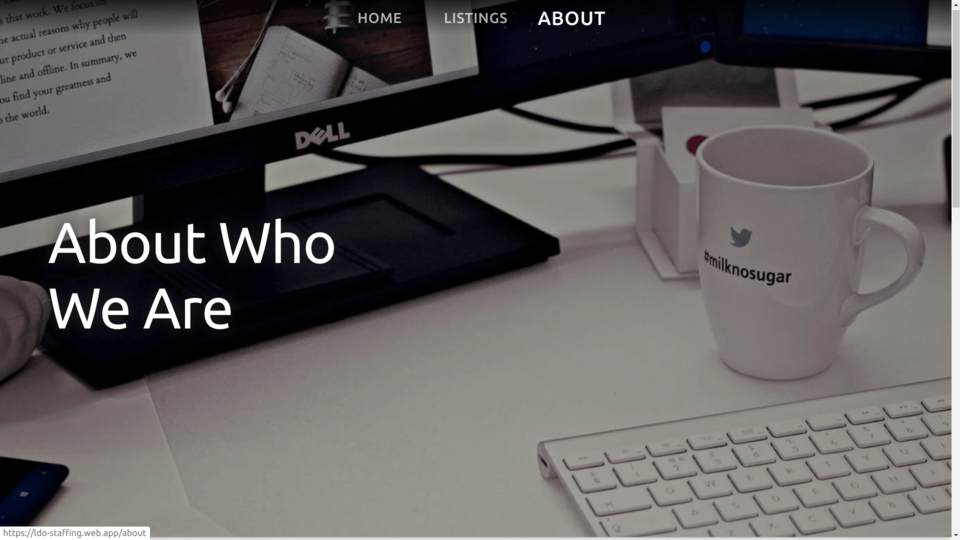 HOME
LISTINGS
ABOUT
that work. We focus on
actual reasons why people will
product or service and then
line and offline. In summary, we
you find your greatness and
the world.
DELL
About Who
We Are
#milknosugar
https://ldo-staffing.web.app/about